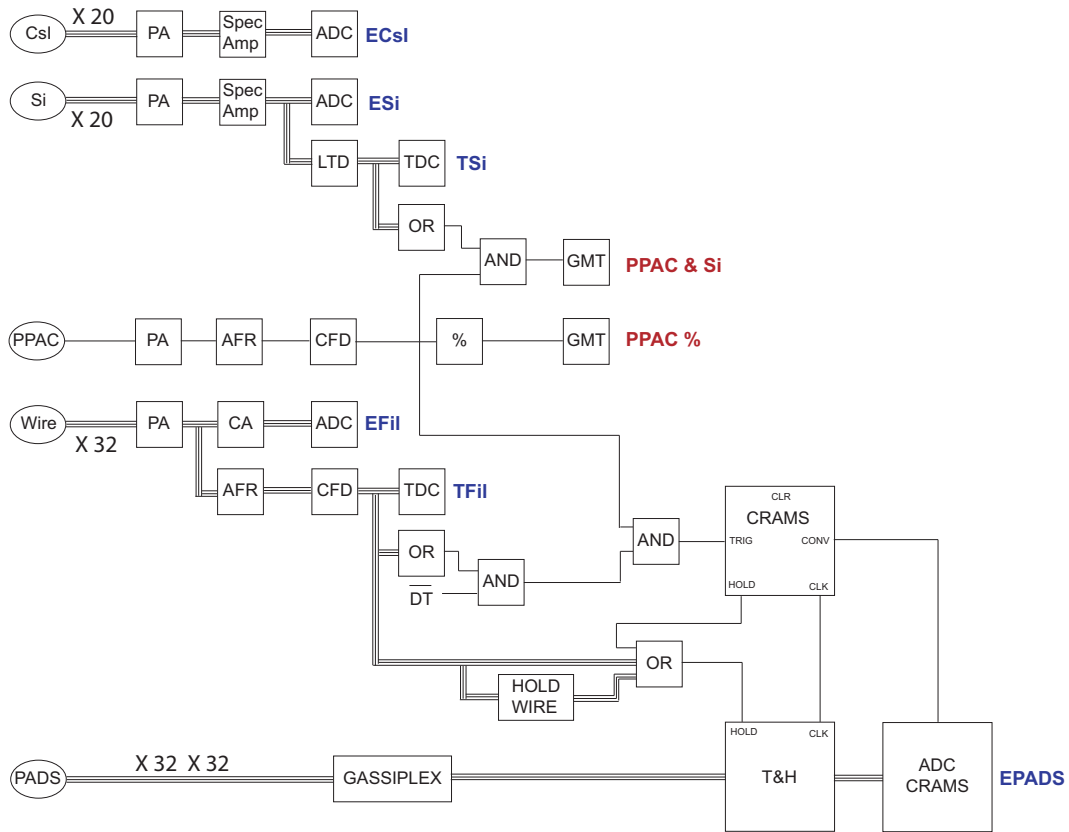 X 20
CsI
PA
Spec
Amp
ADC
ECsI
Si
X 20
PA
Spec
Amp
ADC
ESi
LTD
TDC
TSi
OR
AND
GMT
PPAC & Si
PPAC
PA
AFR
CFD
%
GMT
PPAC %
Wire
X 32
PA
CA
ADC
EFil
AFR
CFD
TDC
TFil
OR
DT
AND
AND
CLR
CRAMS
TRIG
CONV
HOLD
CLK
OR
HOLD
WIRE
PADS
X 32 X 32
GASSIPLEX
HOLD
CLK
T&H
ADC
CRAMS
EPADS